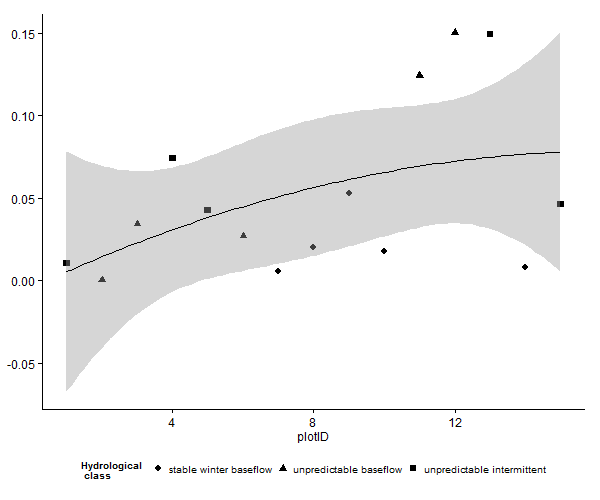 0.15
0.10
0.05
0.00
-0.05
4 8 12
plotID
Hydrological stable winter baseflow unpredictable baseflow unpredictable intermittent
class